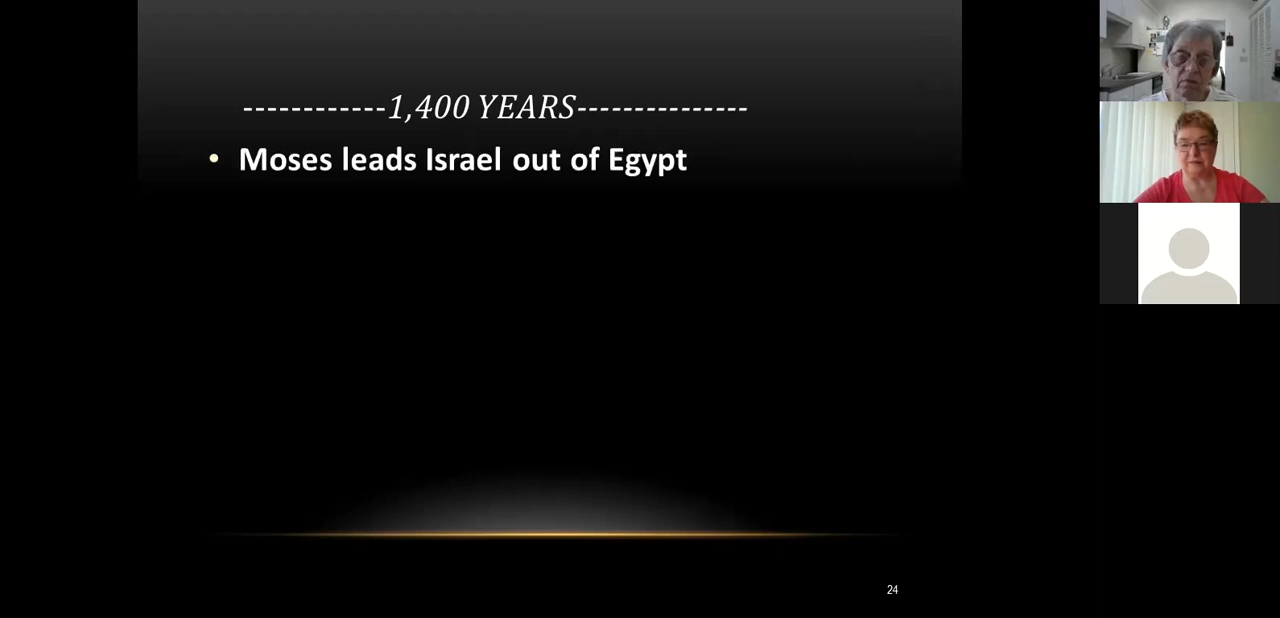 ------------1,400 YEARS--------------
• Moses leads Israel out of Egypt
24